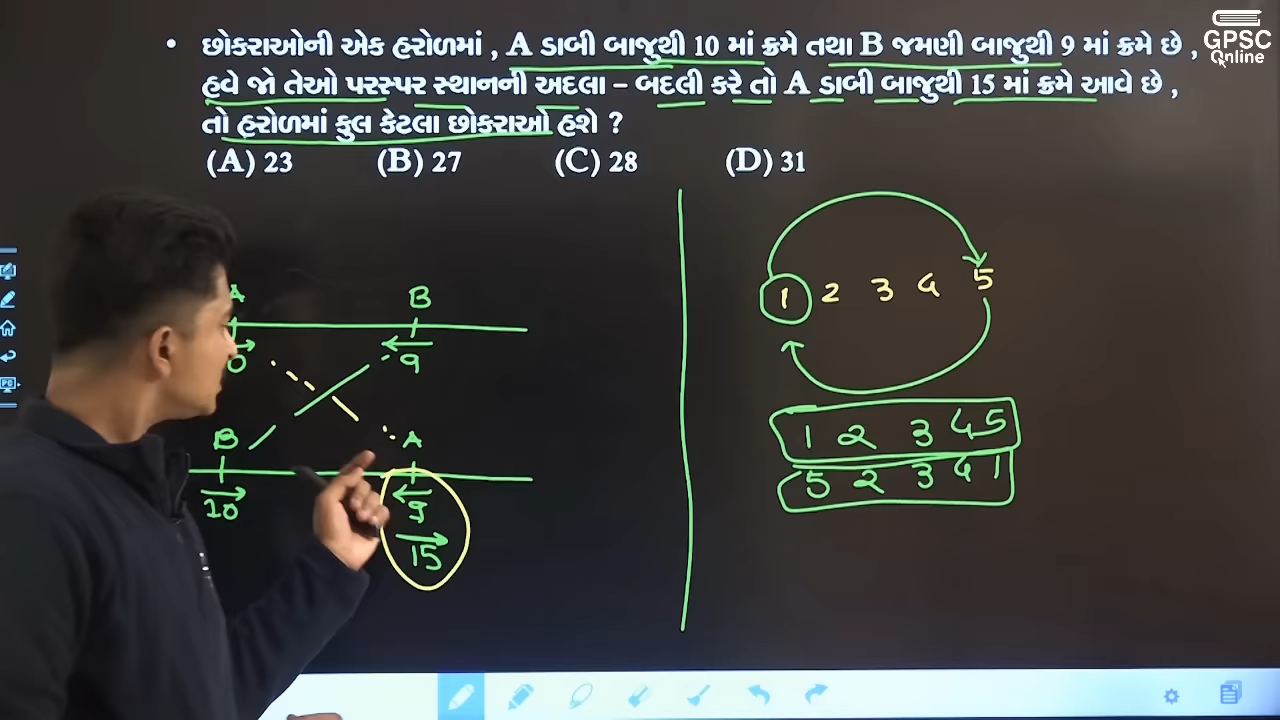 GPSC
Online
• છોકરાઓની એક હરોળમાં , A ડાબી બાજુથી 10 માં ક્રમે તથા B જમણી બાજુથી 9 માં ક્રમે છે ,
હવે જો તેઓ પરસ્પર સ્થાનની અદલા – બદલી કરે તો A ડાબી બાજુથી 15 માં ક્રમે આવે છે ,
તો હરોળમાં કુલ કેટલા છોકરાઓ હશે ?
(A) 23 (B) 27 (C) 28 (D) 31
A B
0 9
B A
10 9
15
1 2 3 4 5
1 2 3 4 5
5 2 3 4 1